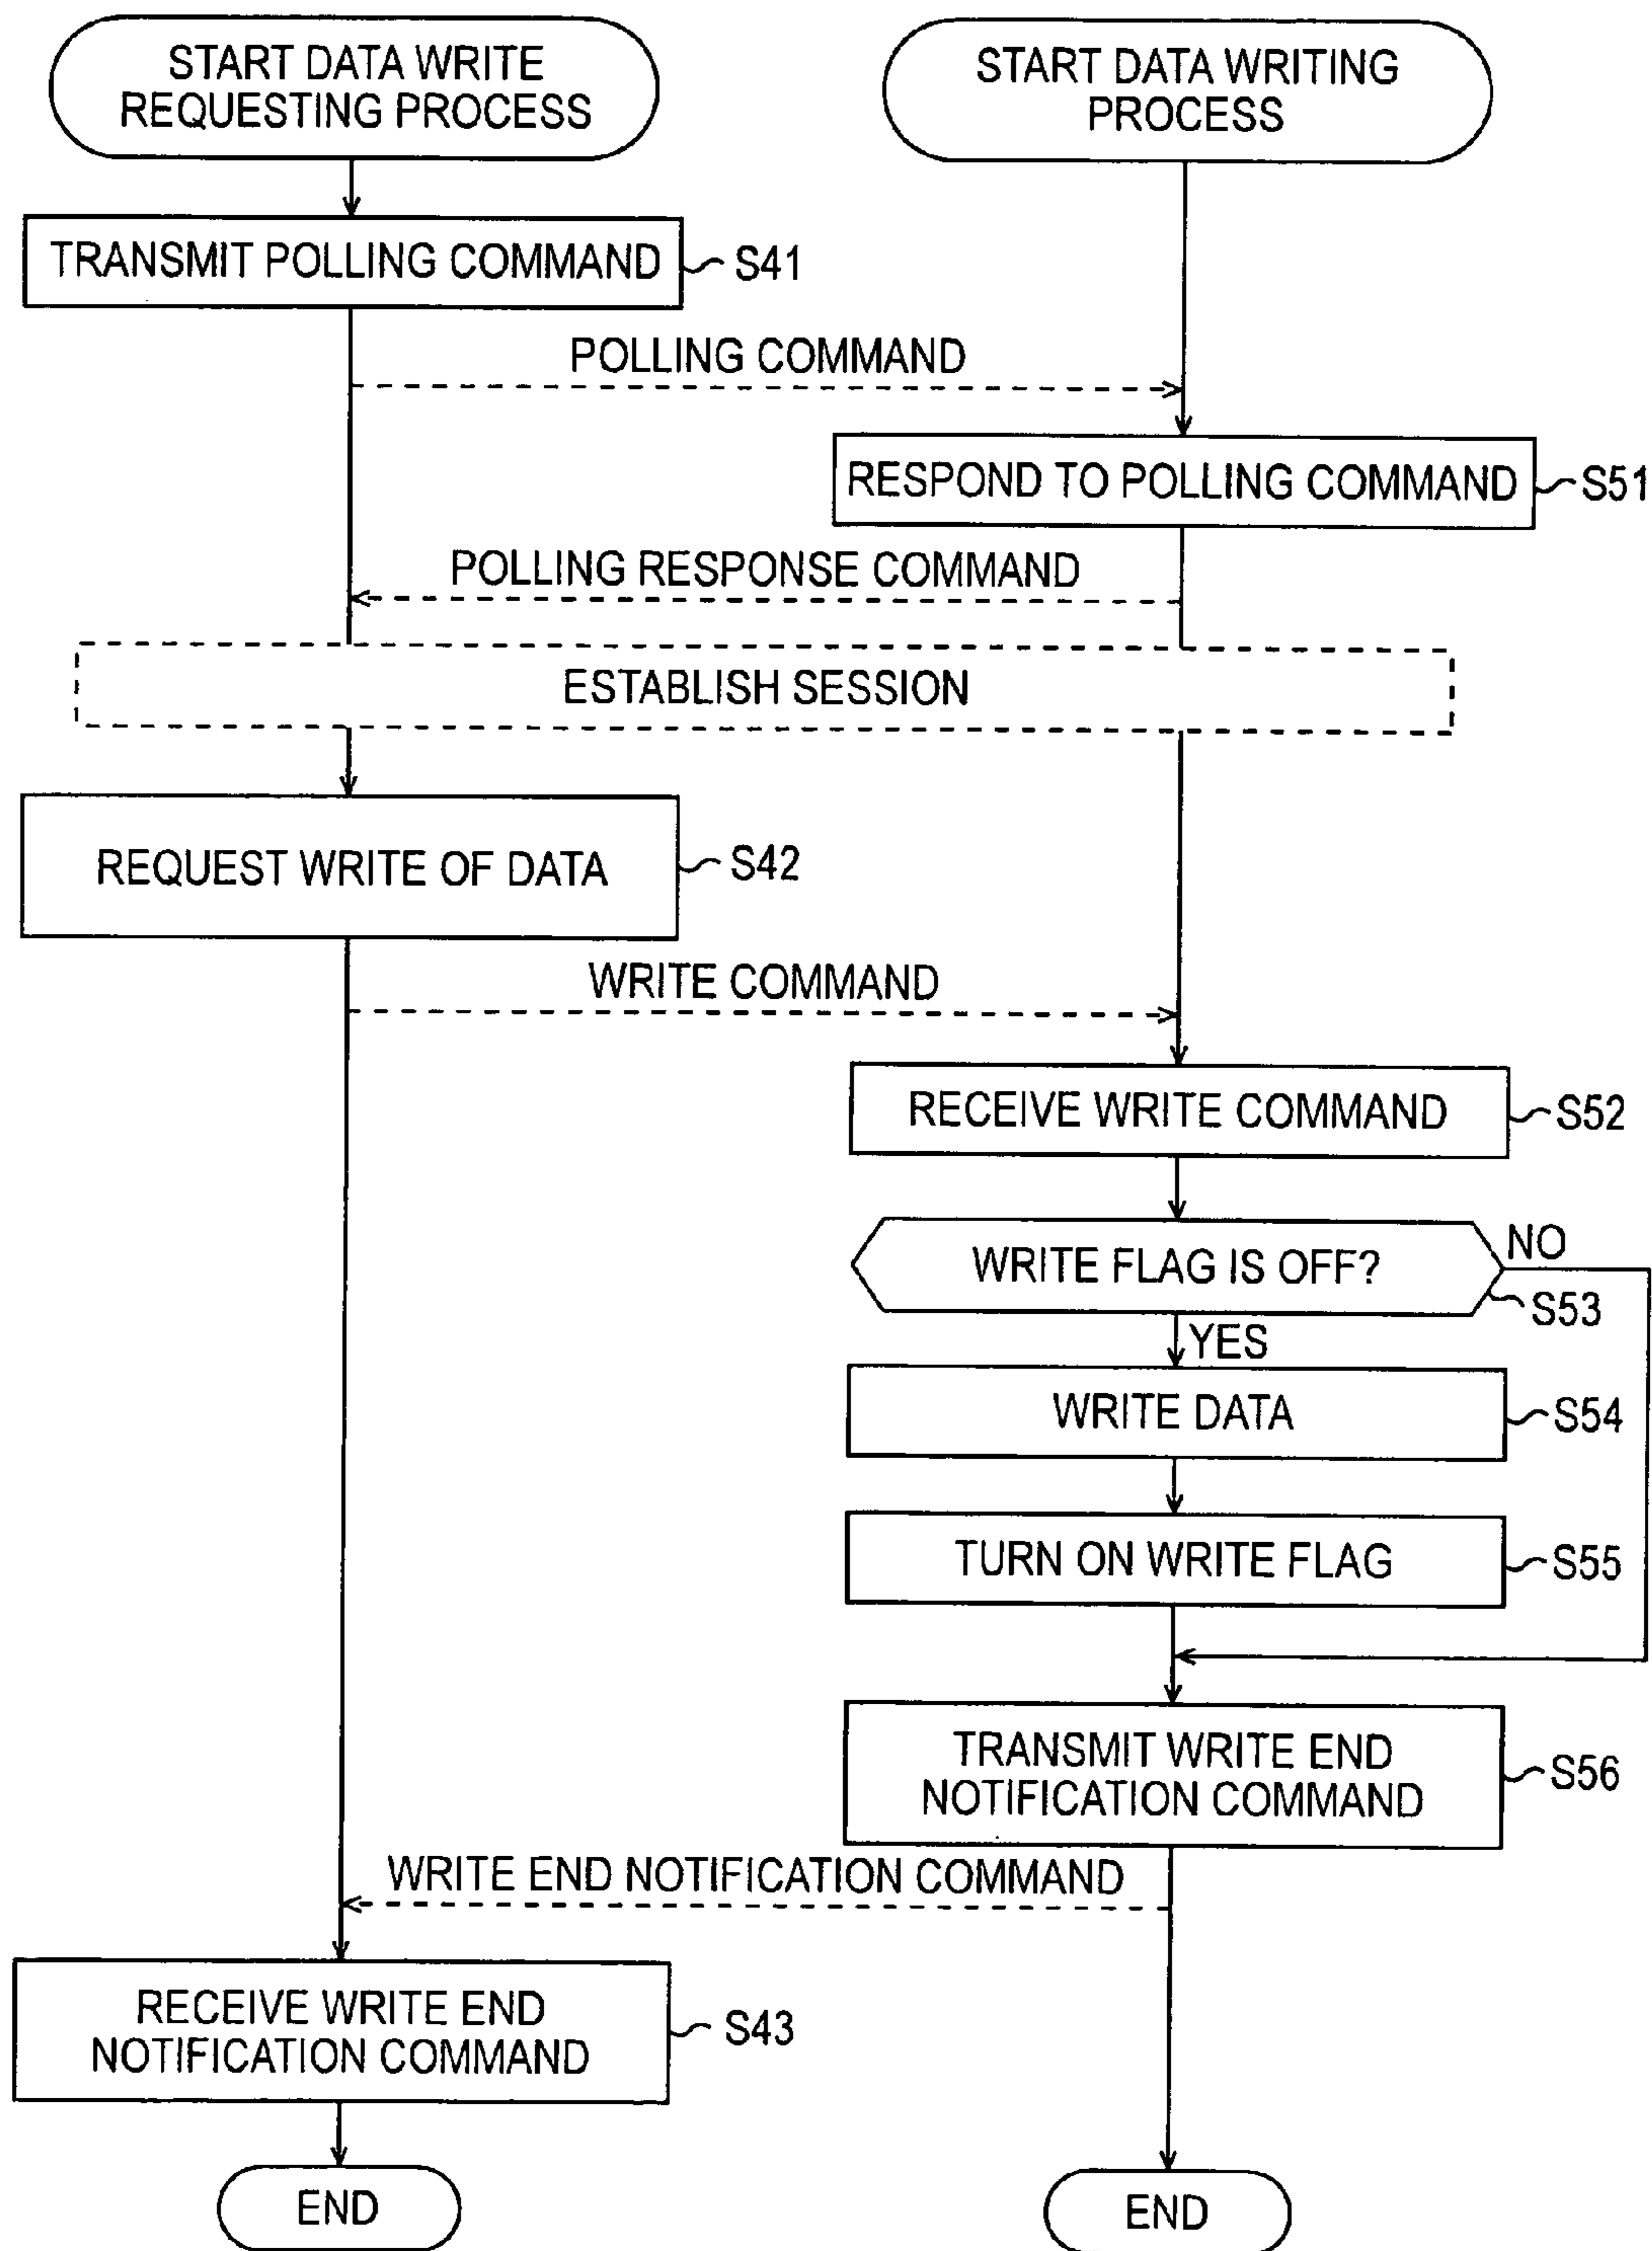 START DATA WRITE
REQUESTING PROCESS
START DATA WRITING
PROCESS
TRANSMIT POLLING COMMAND
S41
POLLING COMMAND
RESPOND TO POLLING COMMAND
S51
POLLING RESPONSE COMMAND
ESTABLISH SESSION
REQUEST WRITE OF DATA
S42
WRITE COMMAND
RECEIVE WRITE COMMAND
S52
WRITE FLAG IS OFF?
NO
S53
YES
WRITE DATA
S54
TURN ON WRITE FLAG
S55
TRANSMIT WRITE END
NOTIFICATION COMMAND
S56
WRITE END NOTIFICATION COMMAND
RECEIVE WRITE END
NOTIFICATION COMMAND
S43
END
END